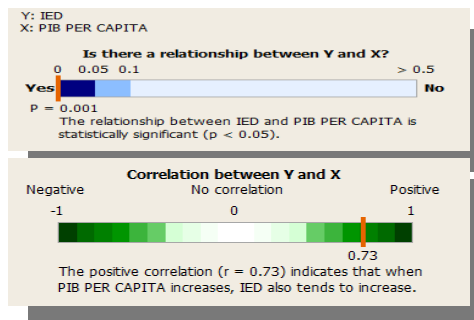 Y: IED
X: PIB PER CAPITA
Is there a relationship between Y and X?
0 0.05 0.1 > 0.5
Yes No
P = 0.001
The relationship between IED and PIB PER CAPITA is
statistically significant (p < 0.05).
Correlation between Y and X
Negative No correlation Positive
-1 0 1
0.73
The positive correlation (r = 0.73) indicates that when
PIB PER CAPITA increases, IED also tends to increase.